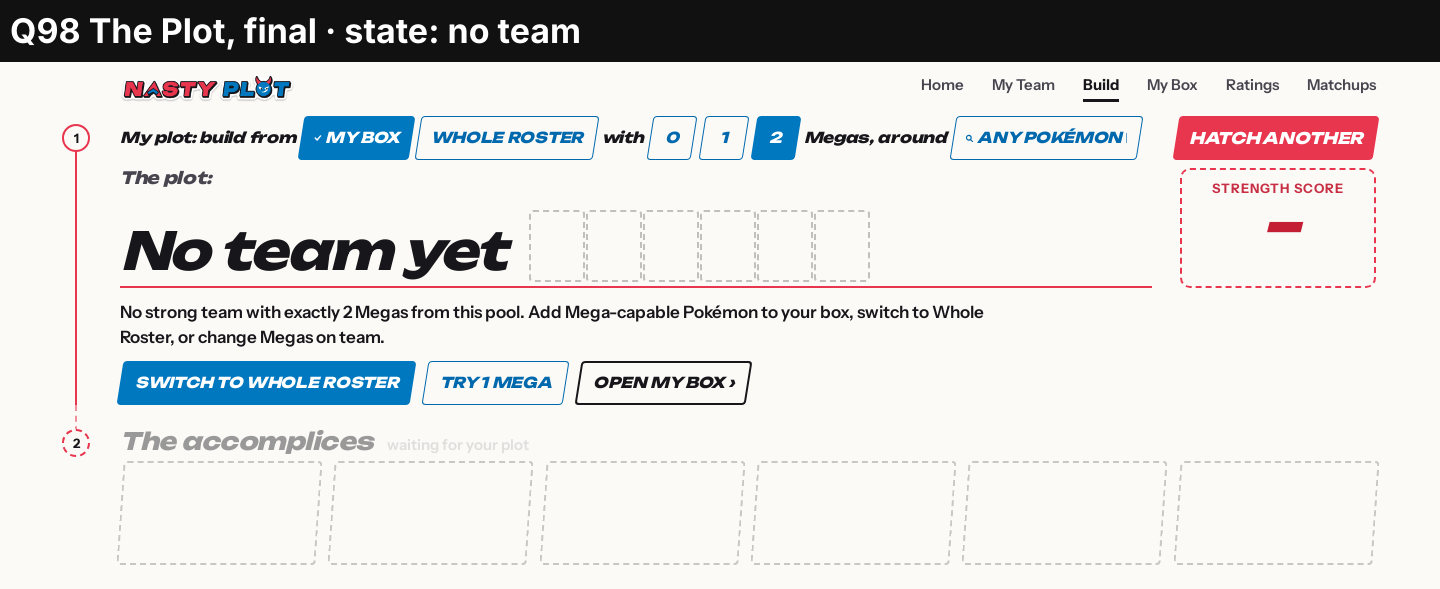 Q98 The Plot, final · state: no team
NASTY PLOT
Home My Team Build My Box Ratings Matchups
1
My plot: build from ✓ MY BOX WHOLE ROSTER with 0 1 2 Megas, around ANY POKÉMON HATCH ANOTHER
The plot:
STRENGTH SCORE
–
No team yet
No strong team with exactly 2 Megas from this pool. Add Mega-capable Pokémon to your box, switch to Whole
Roster, or change Megas on team.
SWITCH TO WHOLE ROSTER TRY 1 MEGA OPEN MY BOX ›
2
The accomplices waiting for your plot